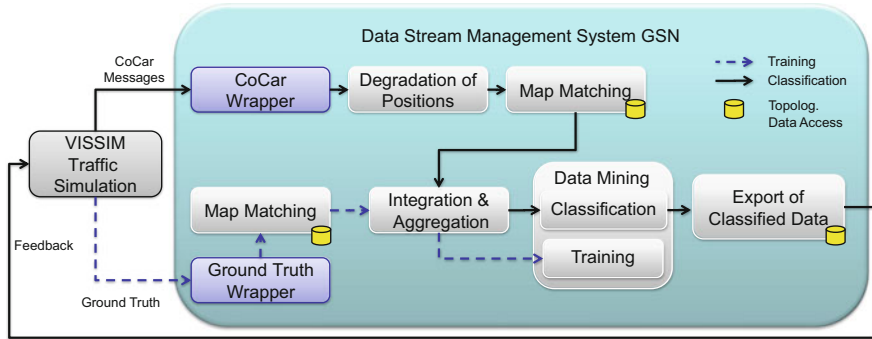 Data Stream Management System GSN
CoCar
Messages
CoCar
Wrapper
Degradation of
Positions
Map Matching
Training
Classification
Topolog.
Data Access
VISSIM
Traffic
Simulation
Map Matching
Integration &
Aggregation
Data Mining
Classification
Training
Export of
Classified Data
Feedback
Ground Truth
Wrapper
Ground Truth